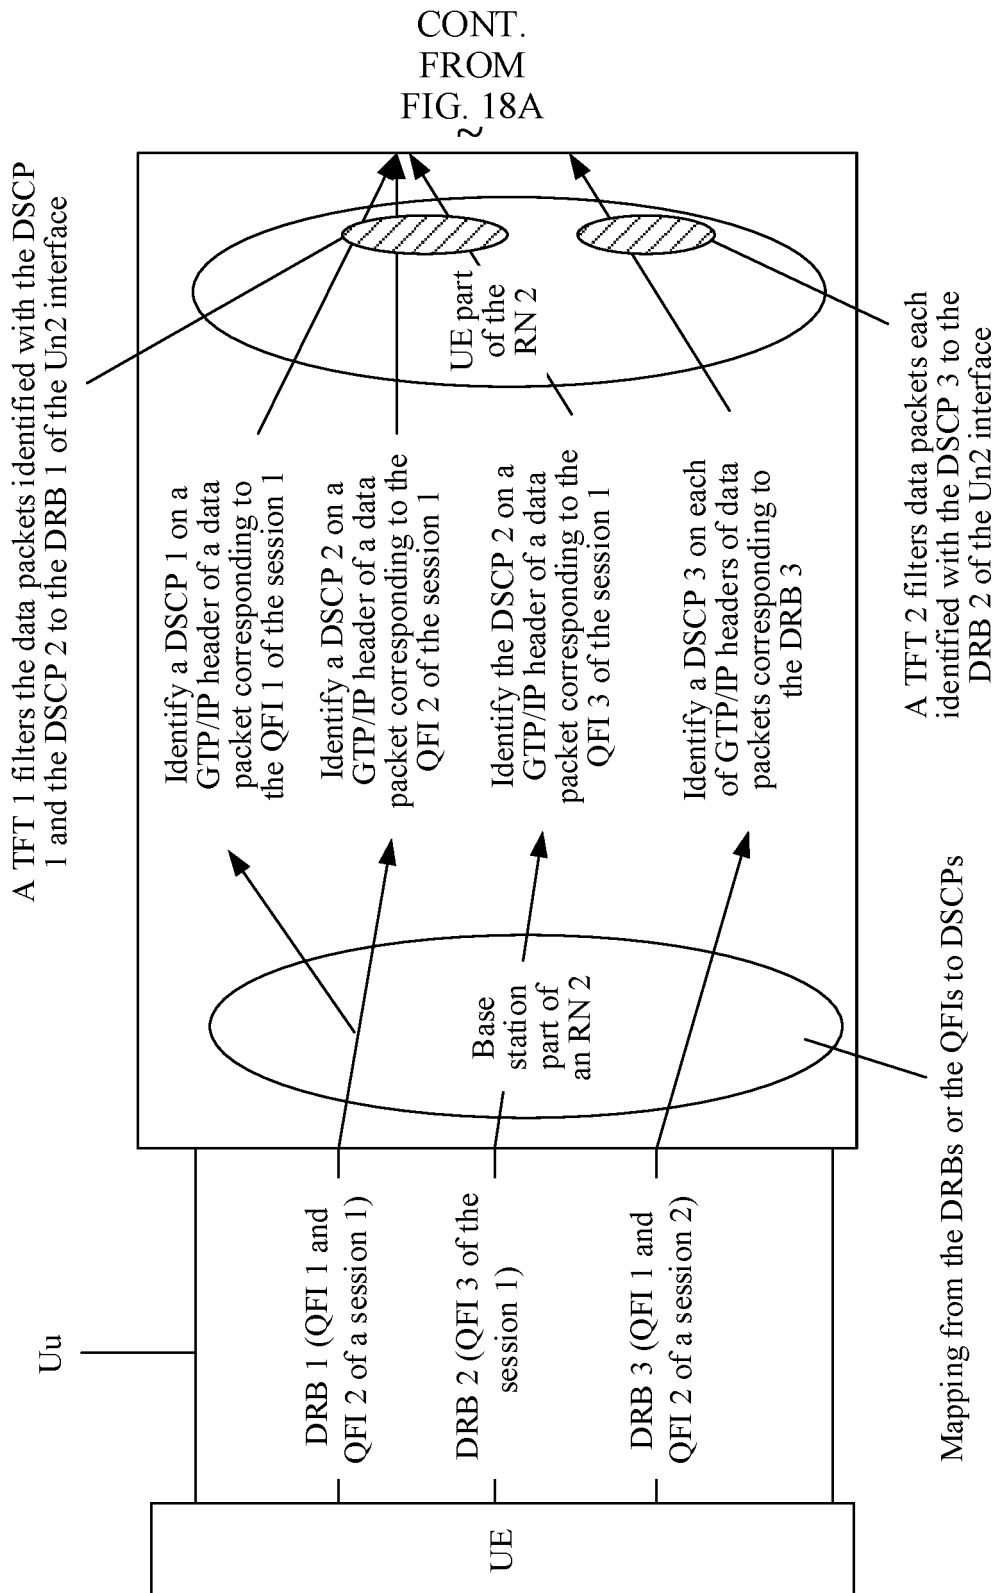 CONT.
FROM
FIG. 18A
~
A TFT 1 filters the data packets identified with the DSCP
1 and the DSCP 2 to the DRB 1 of the Un2 interface
Uu
UE
DRB 1 (QFI 1 and
QFI 2 of a session 1)
DRB 2 (QFI 3 of the
session 1)
DRB 3 (QFI 1 and
QFI 2 of a session 2)
Base
station
part of
an RN 2
Identify a DSCP 1 on a
GTP/IP header of a data
packet corresponding to
the QFI 1 of the session 1
Identify a DSCP 2 on a
GTP/IP header of a data
packet corresponding to the
QFI 2 of the session 1
Identify the DSCP 2 on a
GTP/IP header of a data
packet corresponding to the
QFI 3 of the session 1
Identify a DSCP 3 on each
of GTP/IP headers of data
packets corresponding to
the DRB 3
UE part
of the
RN 2
Mapping from the DRBs or the QFIs to DSCPs
A TFT 2 filters data packets each
identified with the DSCP 3 to the
DRB 2 of the Un2 interface